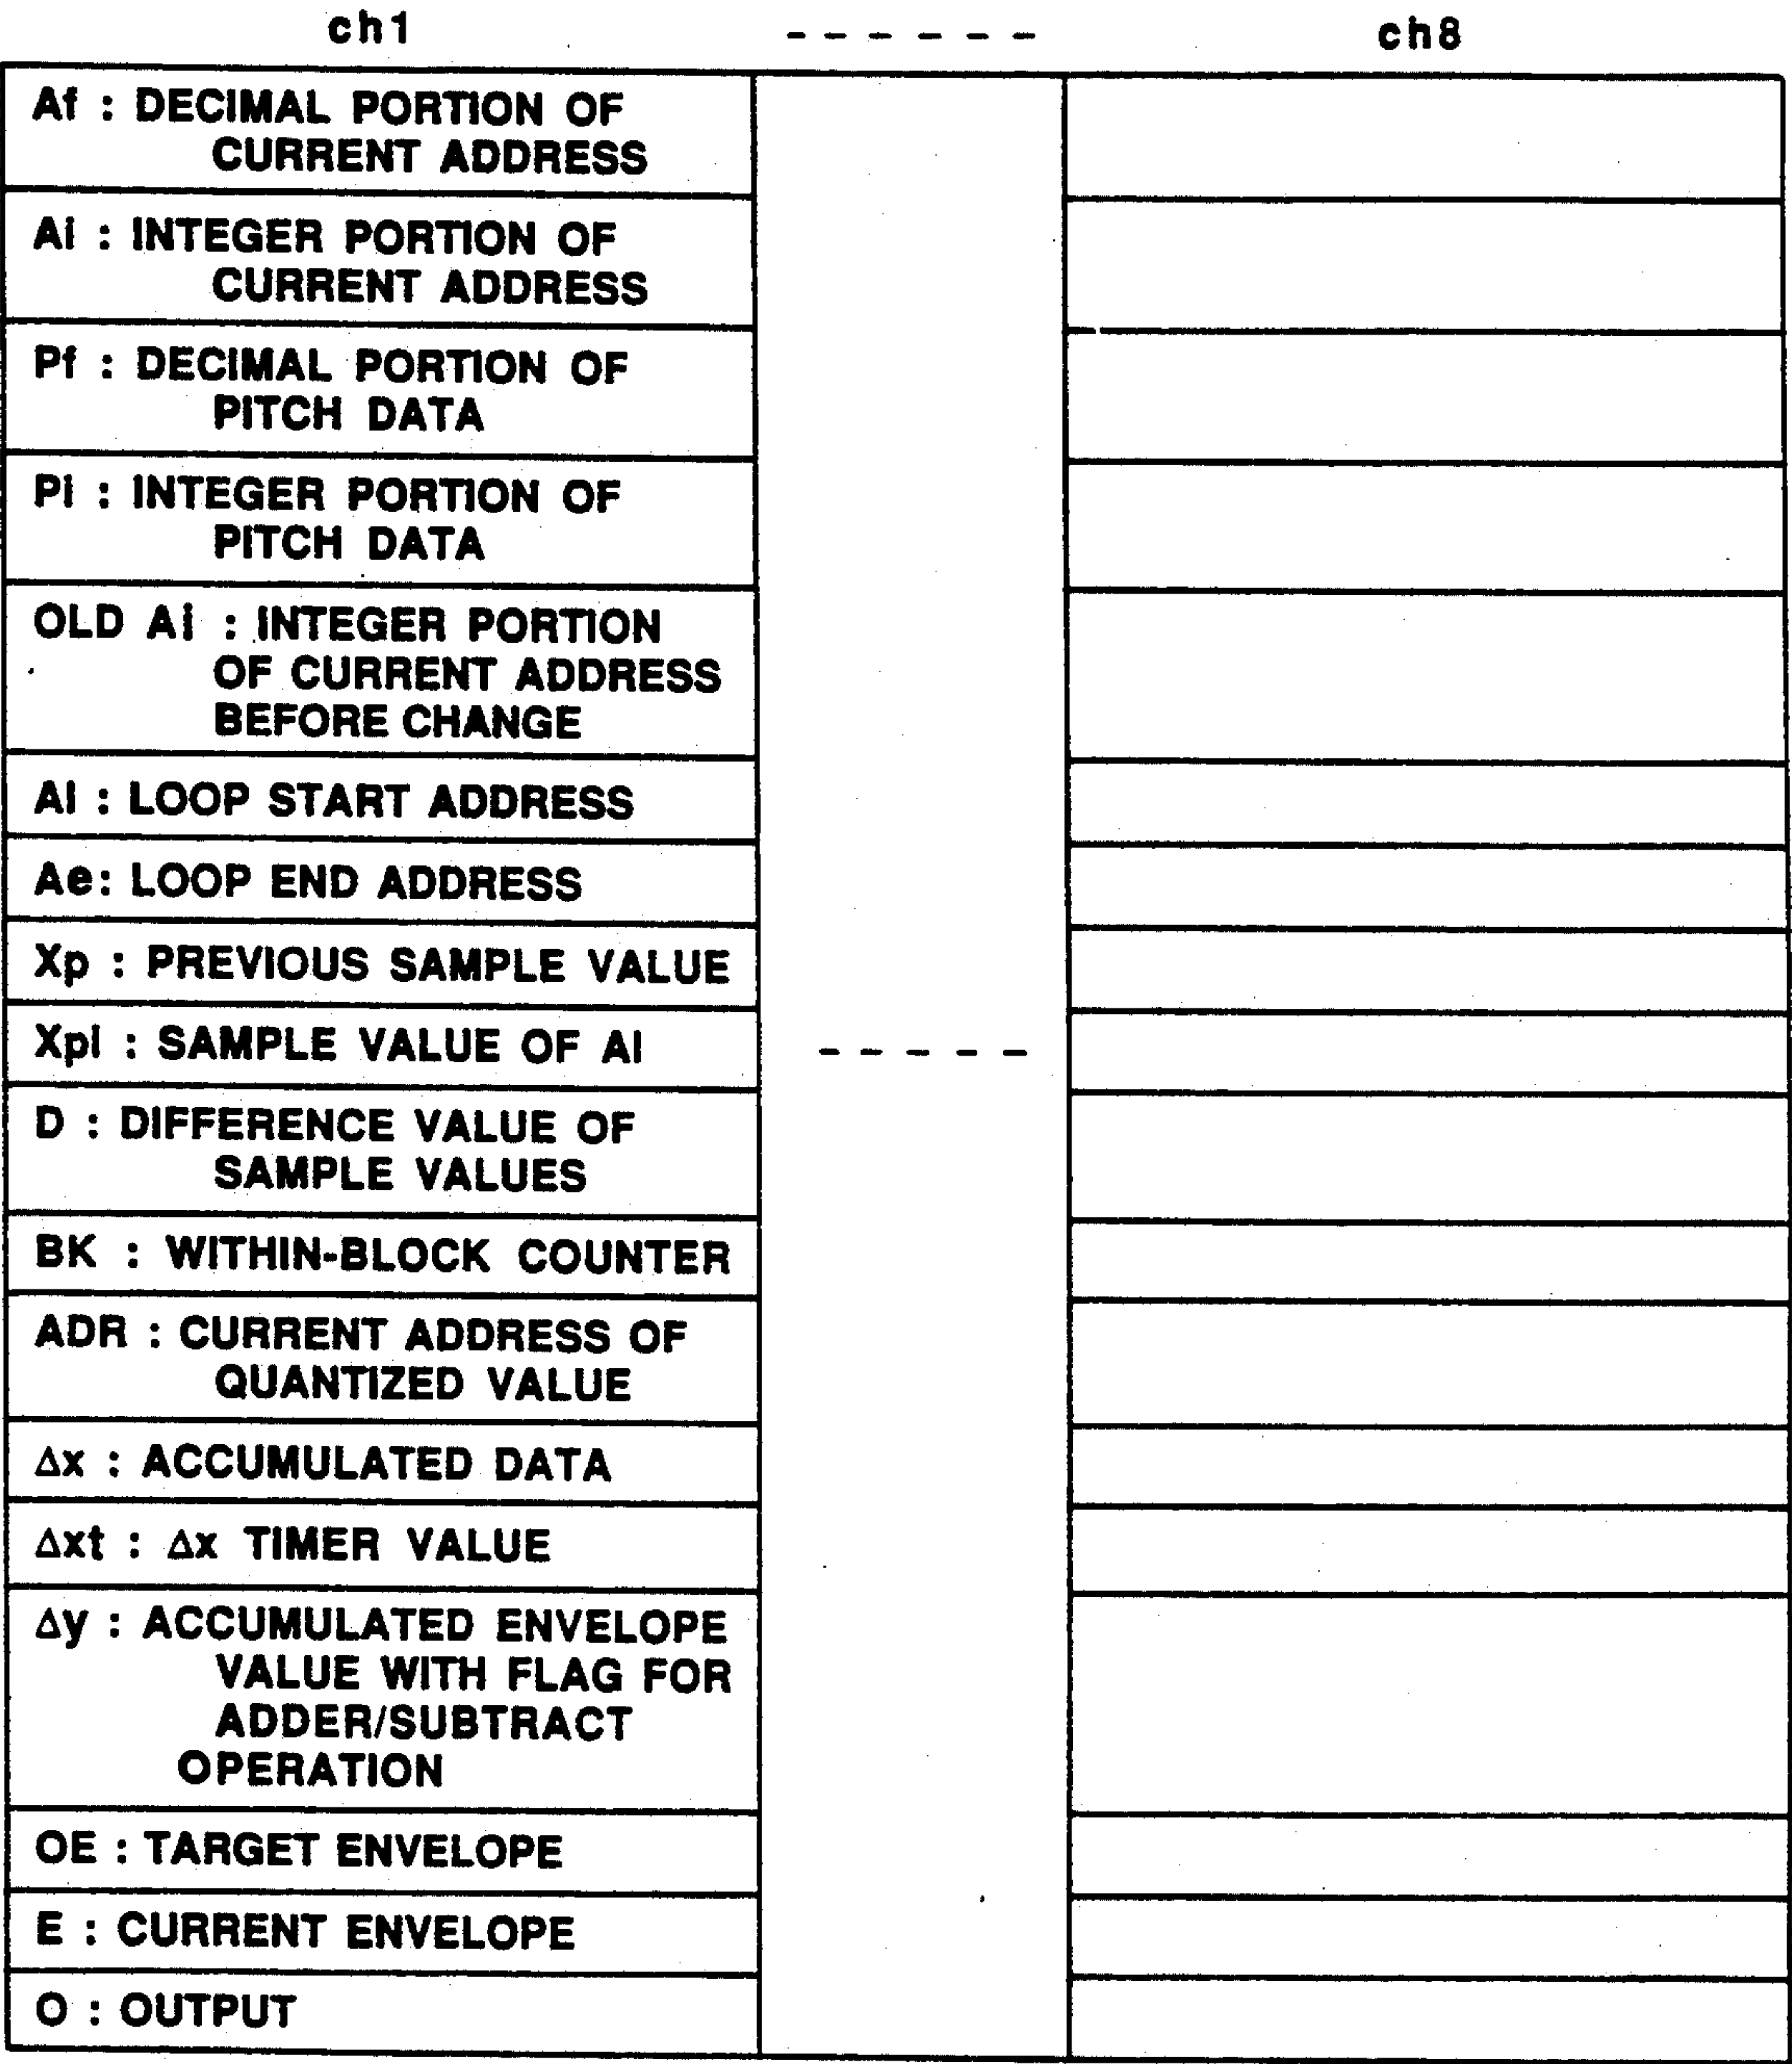 ch1 - - - - - - ch8
Af : DECIMAL PORTION OF
CURRENT ADDRESS
Ai : INTEGER PORTION OF
CURRENT ADDRESS
Pf : DECIMAL PORTION OF
PITCH DATA
Pi : INTEGER PORTION OF
PITCH DATA
OLD Ai : INTEGER PORTION
OF CURRENT ADDRESS
BEFORE CHANGE
Al : LOOP START ADDRESS
Ae: LOOP END ADDRESS
Xp : PREVIOUS SAMPLE VALUE
Xpl : SAMPLE VALUE OF Al - - - - -
D : DIFFERENCE VALUE OF
SAMPLE VALUES
BK : WITHIN-BLOCK COUNTER
ADR : CURRENT ADDRESS OF
QUANTIZED VALUE
Δx : ACCUMULATED DATA
Δxt : Δx TIMER VALUE
Δy : ACCUMULATED ENVELOPE
VALUE WITH FLAG FOR
ADDER/SUBTRACT
OPERATION
OE : TARGET ENVELOPE
E : CURRENT ENVELOPE
O : OUTPUT